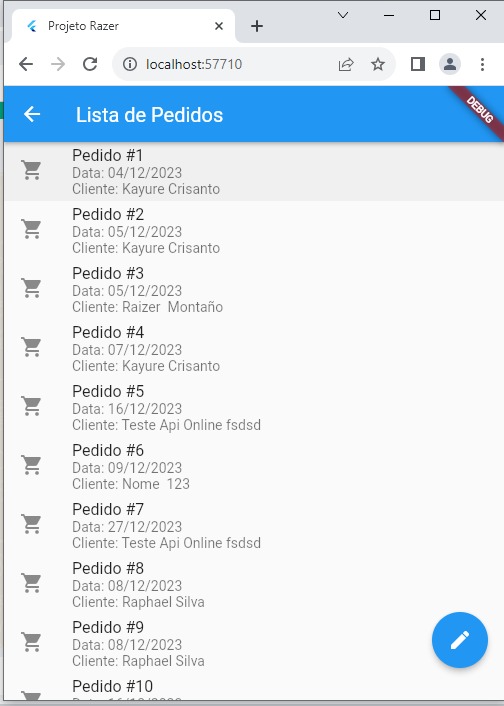 Projeto Razer
localhost:57710
Lista de Pedidos
DEBUG
Pedido #1
Data: 04/12/2023
Cliente: Kayure Crisanto
Pedido #2
Data: 05/12/2023
Cliente: Kayure Crisanto
Pedido #3
Data: 05/12/2023
Cliente: Raizer  Montaño
Pedido #4
Data: 07/12/2023
Cliente: Kayure Crisanto
Pedido #5
Data: 16/12/2023
Cliente: Teste Api Online fsdsd
Pedido #6
Data: 09/12/2023
Cliente: Nome  123
Pedido #7
Data: 27/12/2023
Cliente: Teste Api Online fsdsd
Pedido #8
Data: 08/12/2023
Cliente: Raphael Silva
Pedido #9
Data: 08/12/2023
Cliente: Raphael Silva
Pedido #10